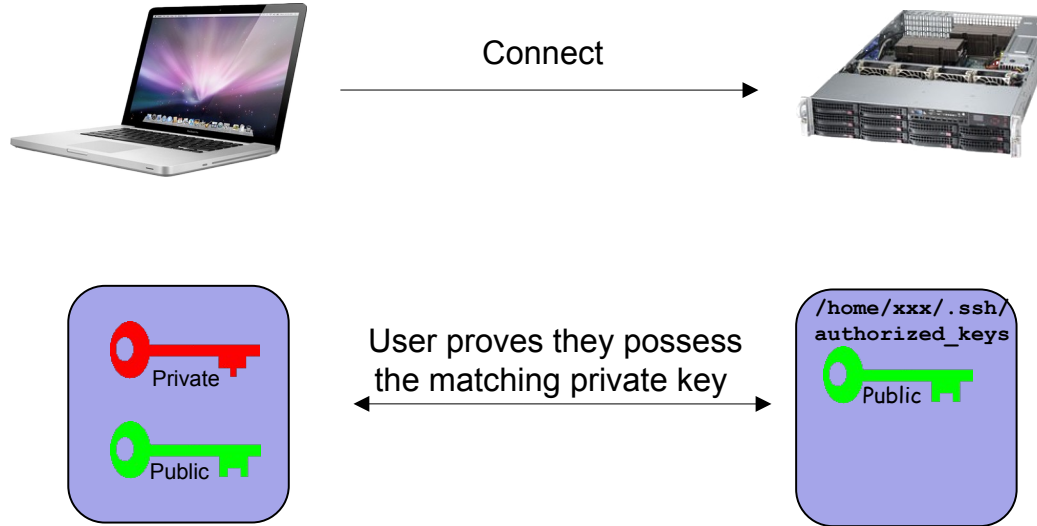 Connect
Private
Public
User proves they possess
the matching private key
/home/xxx/.ssh/
authorized_keys
Public